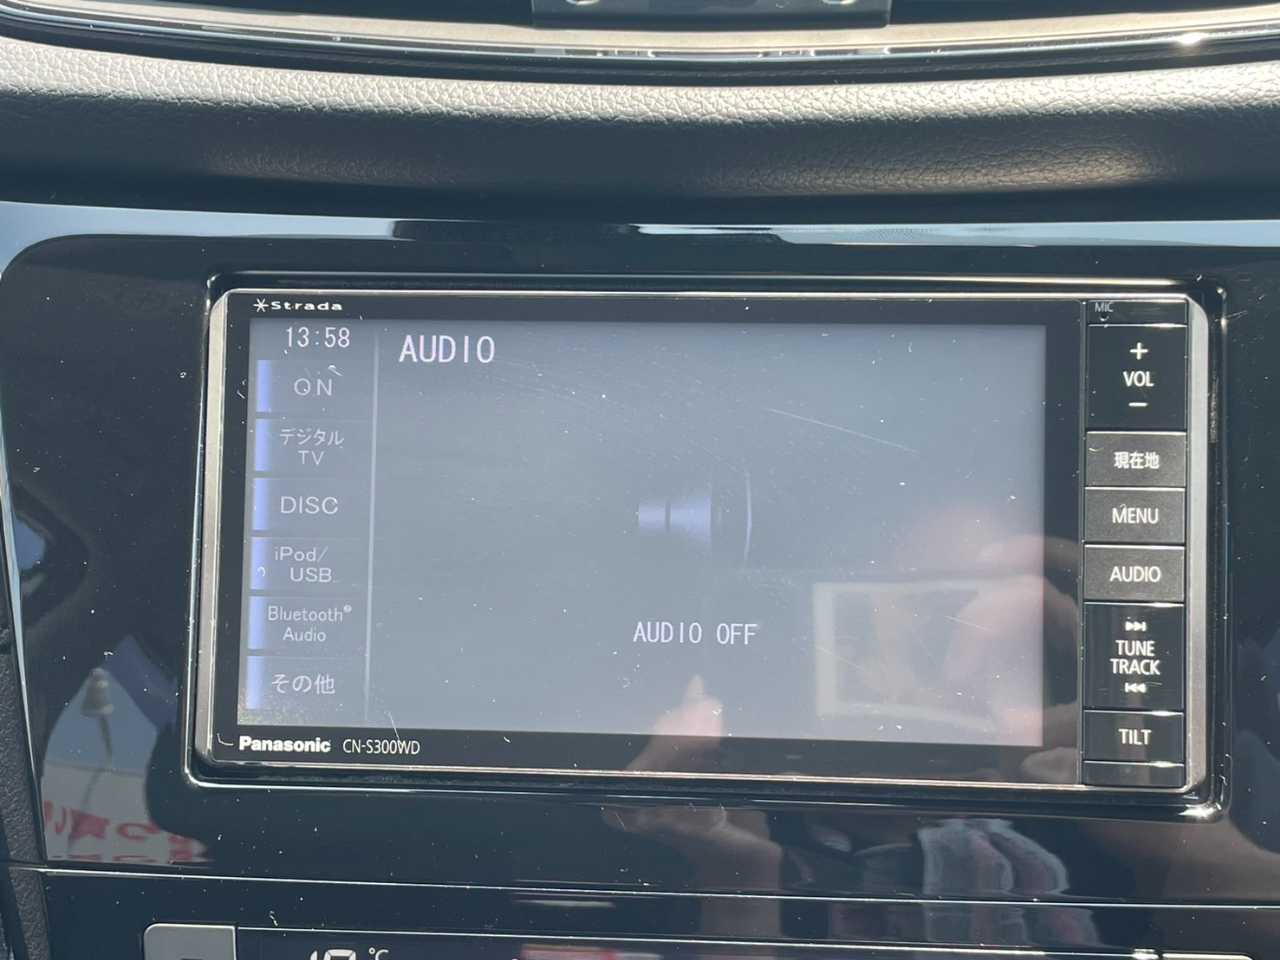 Strada
MIC
13:58
AUDIO
ON
デジタル
TV
DISC
iPod/
USB
Bluetooth®
Audio
その他
AUDIO OFF
+
VOL
−
現在地
MENU
AUDIO
TUNE
TRACK
TILT
Panasonic CN-S300WD
℃